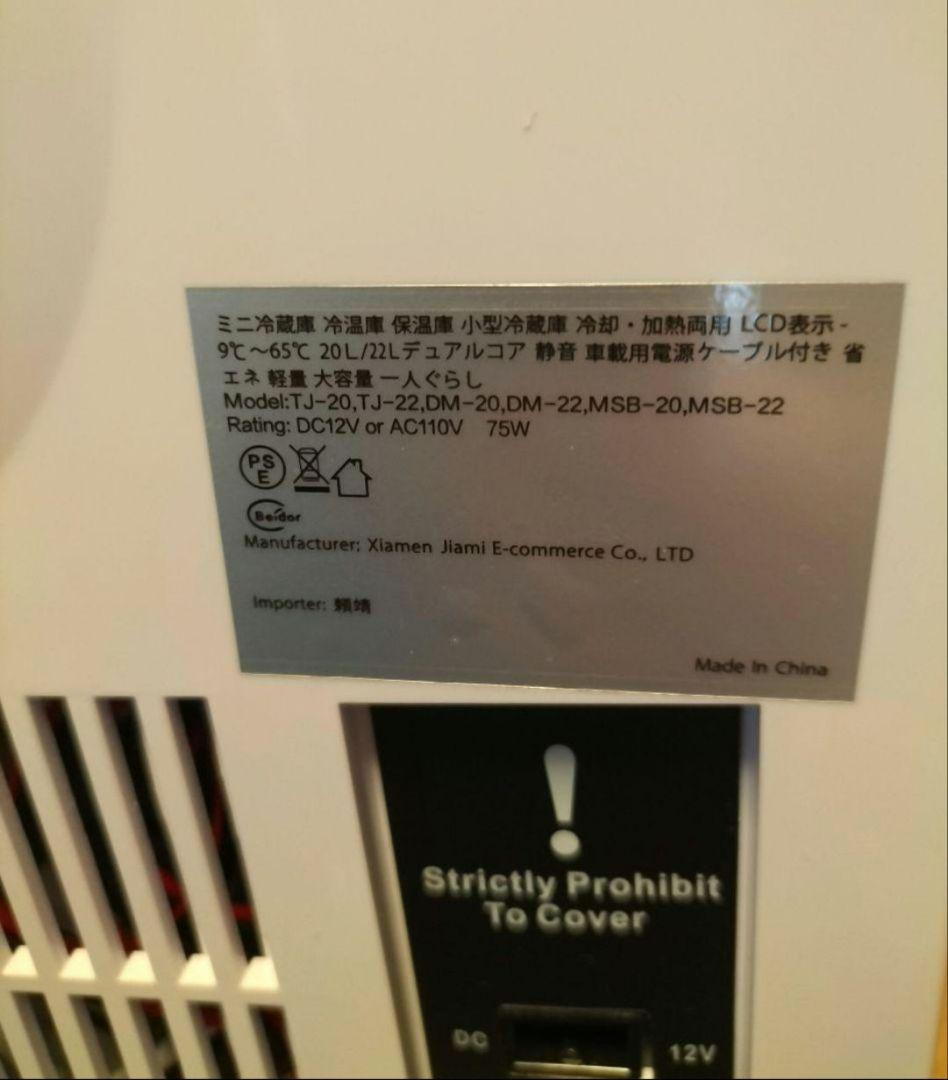 ミニ冷蔵庫 冷温庫 保温庫 小型冷蔵庫 冷却・加熱両用 LCD表示 -
9℃～65℃ 20L/22Lデュアルコア 静音 車載用電源ケーブル付き 省
エネ 軽量 大容量 一人ぐらし
Model:TJ-20,TJ-22,DM-20,DM-22,MSB-20,MSB-22
Rating: DC12V or AC110V 75W
PS
E
Beidor
Manufacturer: Xiamen Jiami E-commerce Co., LTD
Importer: 頼靖
Made In China
!
Strictly Prohibit
To Cover
DC 12V